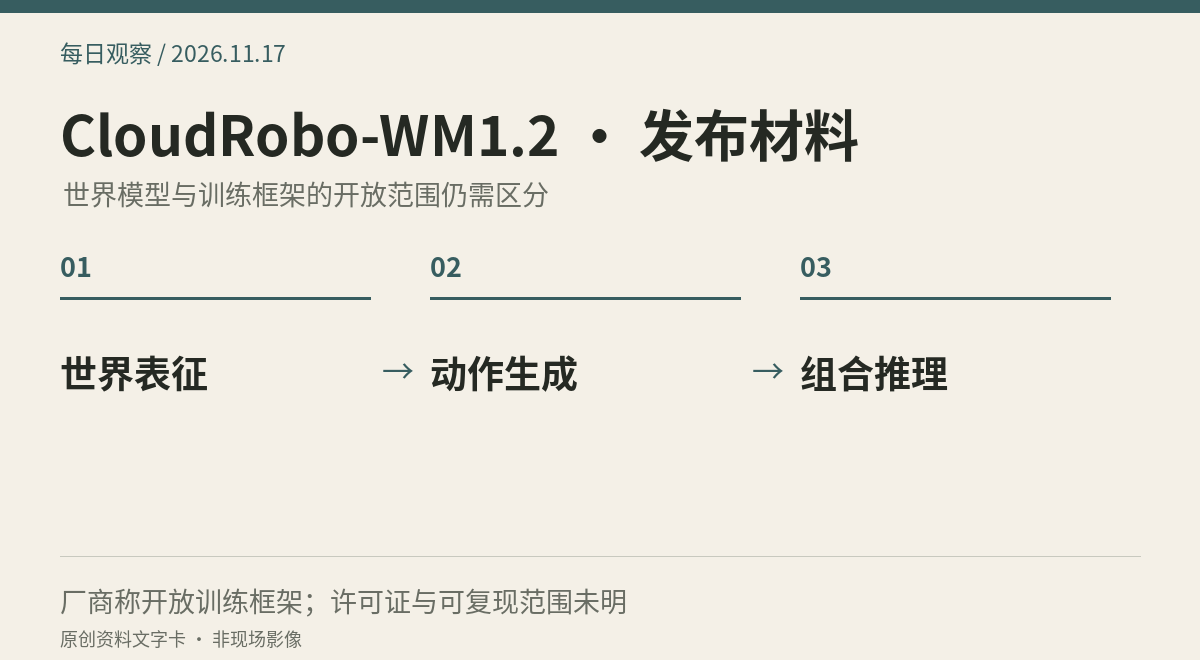 每日观察 / 2026.11.17
CloudRobo-WM1.2 · 发布材料
世界模型与训练框架的开放范围仍需区分
01
02
03
世界表征 → 动作生成 → 组合推理
厂商称开放训练框架；许可证与可复现范围未明
原创资料文字卡 · 非现场影像